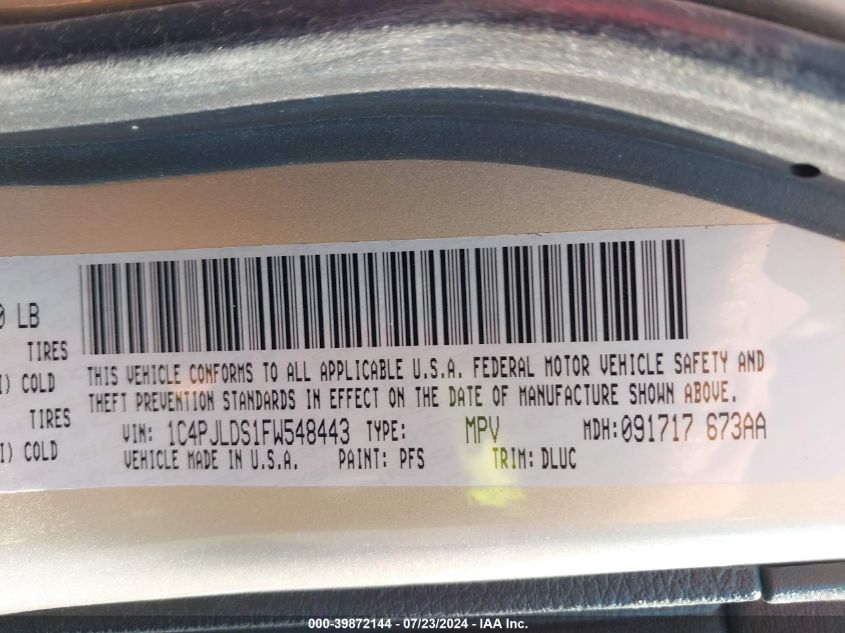 0 LB
TIRES
I) COLD
TIRES
I) COLD
THIS VEHICLE CONFORMS TO ALL APPLICABLE U.S.A. FEDERAL MOTOR VEHICLE SAFETY AND
THEFT PREVENTION STANDARDS IN EFFECT ON THE DATE OF MANUFACTURE SHOWN ABOVE.
VIN: 1C4PJLDS1FW548443 TYPE: MPV MDH:091717 673AA
VEHICLE MADE IN U.S.A. PAINT: PFS TRIM: DLUC
000-39872144 / 07/23/2024 - IAA Inc.